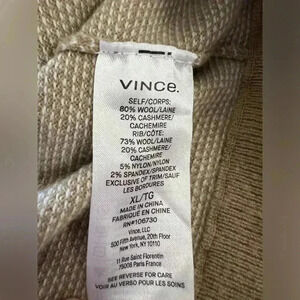 VINCE.
SELF/CORPS:
80% WOOL/LAINE
20% CASHMERE/
CACHEMIRE
RIB/CÔTE:
73% WOOL/LAINE
20% CASHMERE/
CACHEMIRE
5% NYLON/NYLON
2% SPANDEX/SPANDEX
EXCLUSIVE OF TRIM/SAUF
LES BORDURES
XL/TG
MADE IN CHINA
FABRIQUÉ EN CHINE
RN#106730
Vince, LLC
500 Fifth Avenue, 20th Floor
New York, NY 10110
11 Rue Saint Florentin
75008 Paris France
SEE REVERSE FOR CARE
VOIR AU VERSO POUR LES SOINS